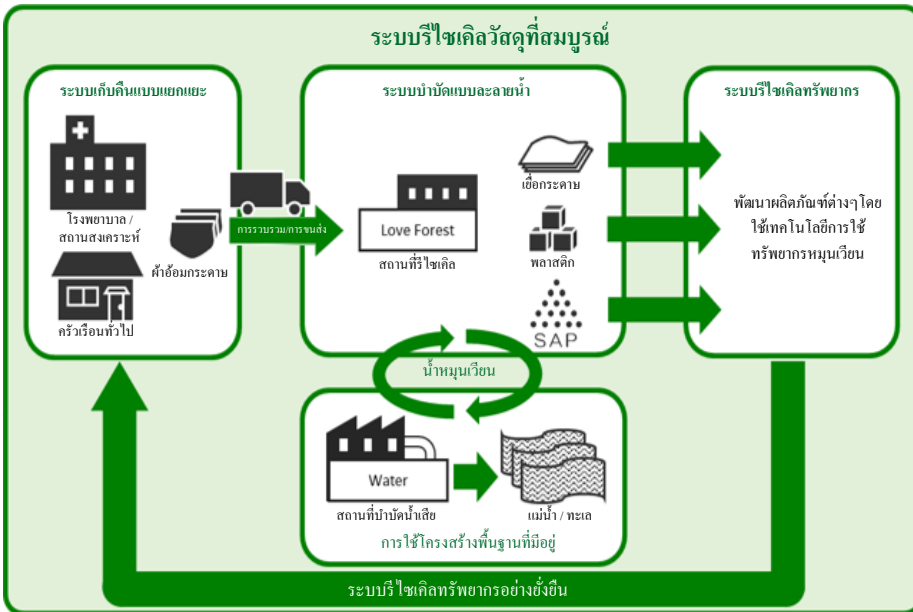 ระบบรีไซเคิลวัสดุที่สมบูรณ์
ระบบเก็บคืนแบบแยกแยะ
โรงพยาบาล /
สถานสงเคราะห์
ผ้าอ้อมกระดาษ
ครัวเรือนทั่วไป
การรวบรวม/การขนส่ง
ระบบบำบัดแบบละลายน้ำ
Love Forest
สถานที่รีไซเคิล
เยื่อกระดาษ
พลาสติก
SAP
ระบบรีไซเคิลทรัพยากร
พัฒนาผลิตภัณฑ์ต่างๆโดย
ใช้เทคโนโลยีการใช้
ทรัพยากรหมุนเวียน
น้ำหมุนเวียน
Water
สถานที่บำบัดน้ำเสีย
แม่น้ำ / ทะเล
การใช้โครงสร้างพื้นฐานที่มีอยู่
ระบบรีไซเคิลทรัพยากรอย่างยั่งยืน